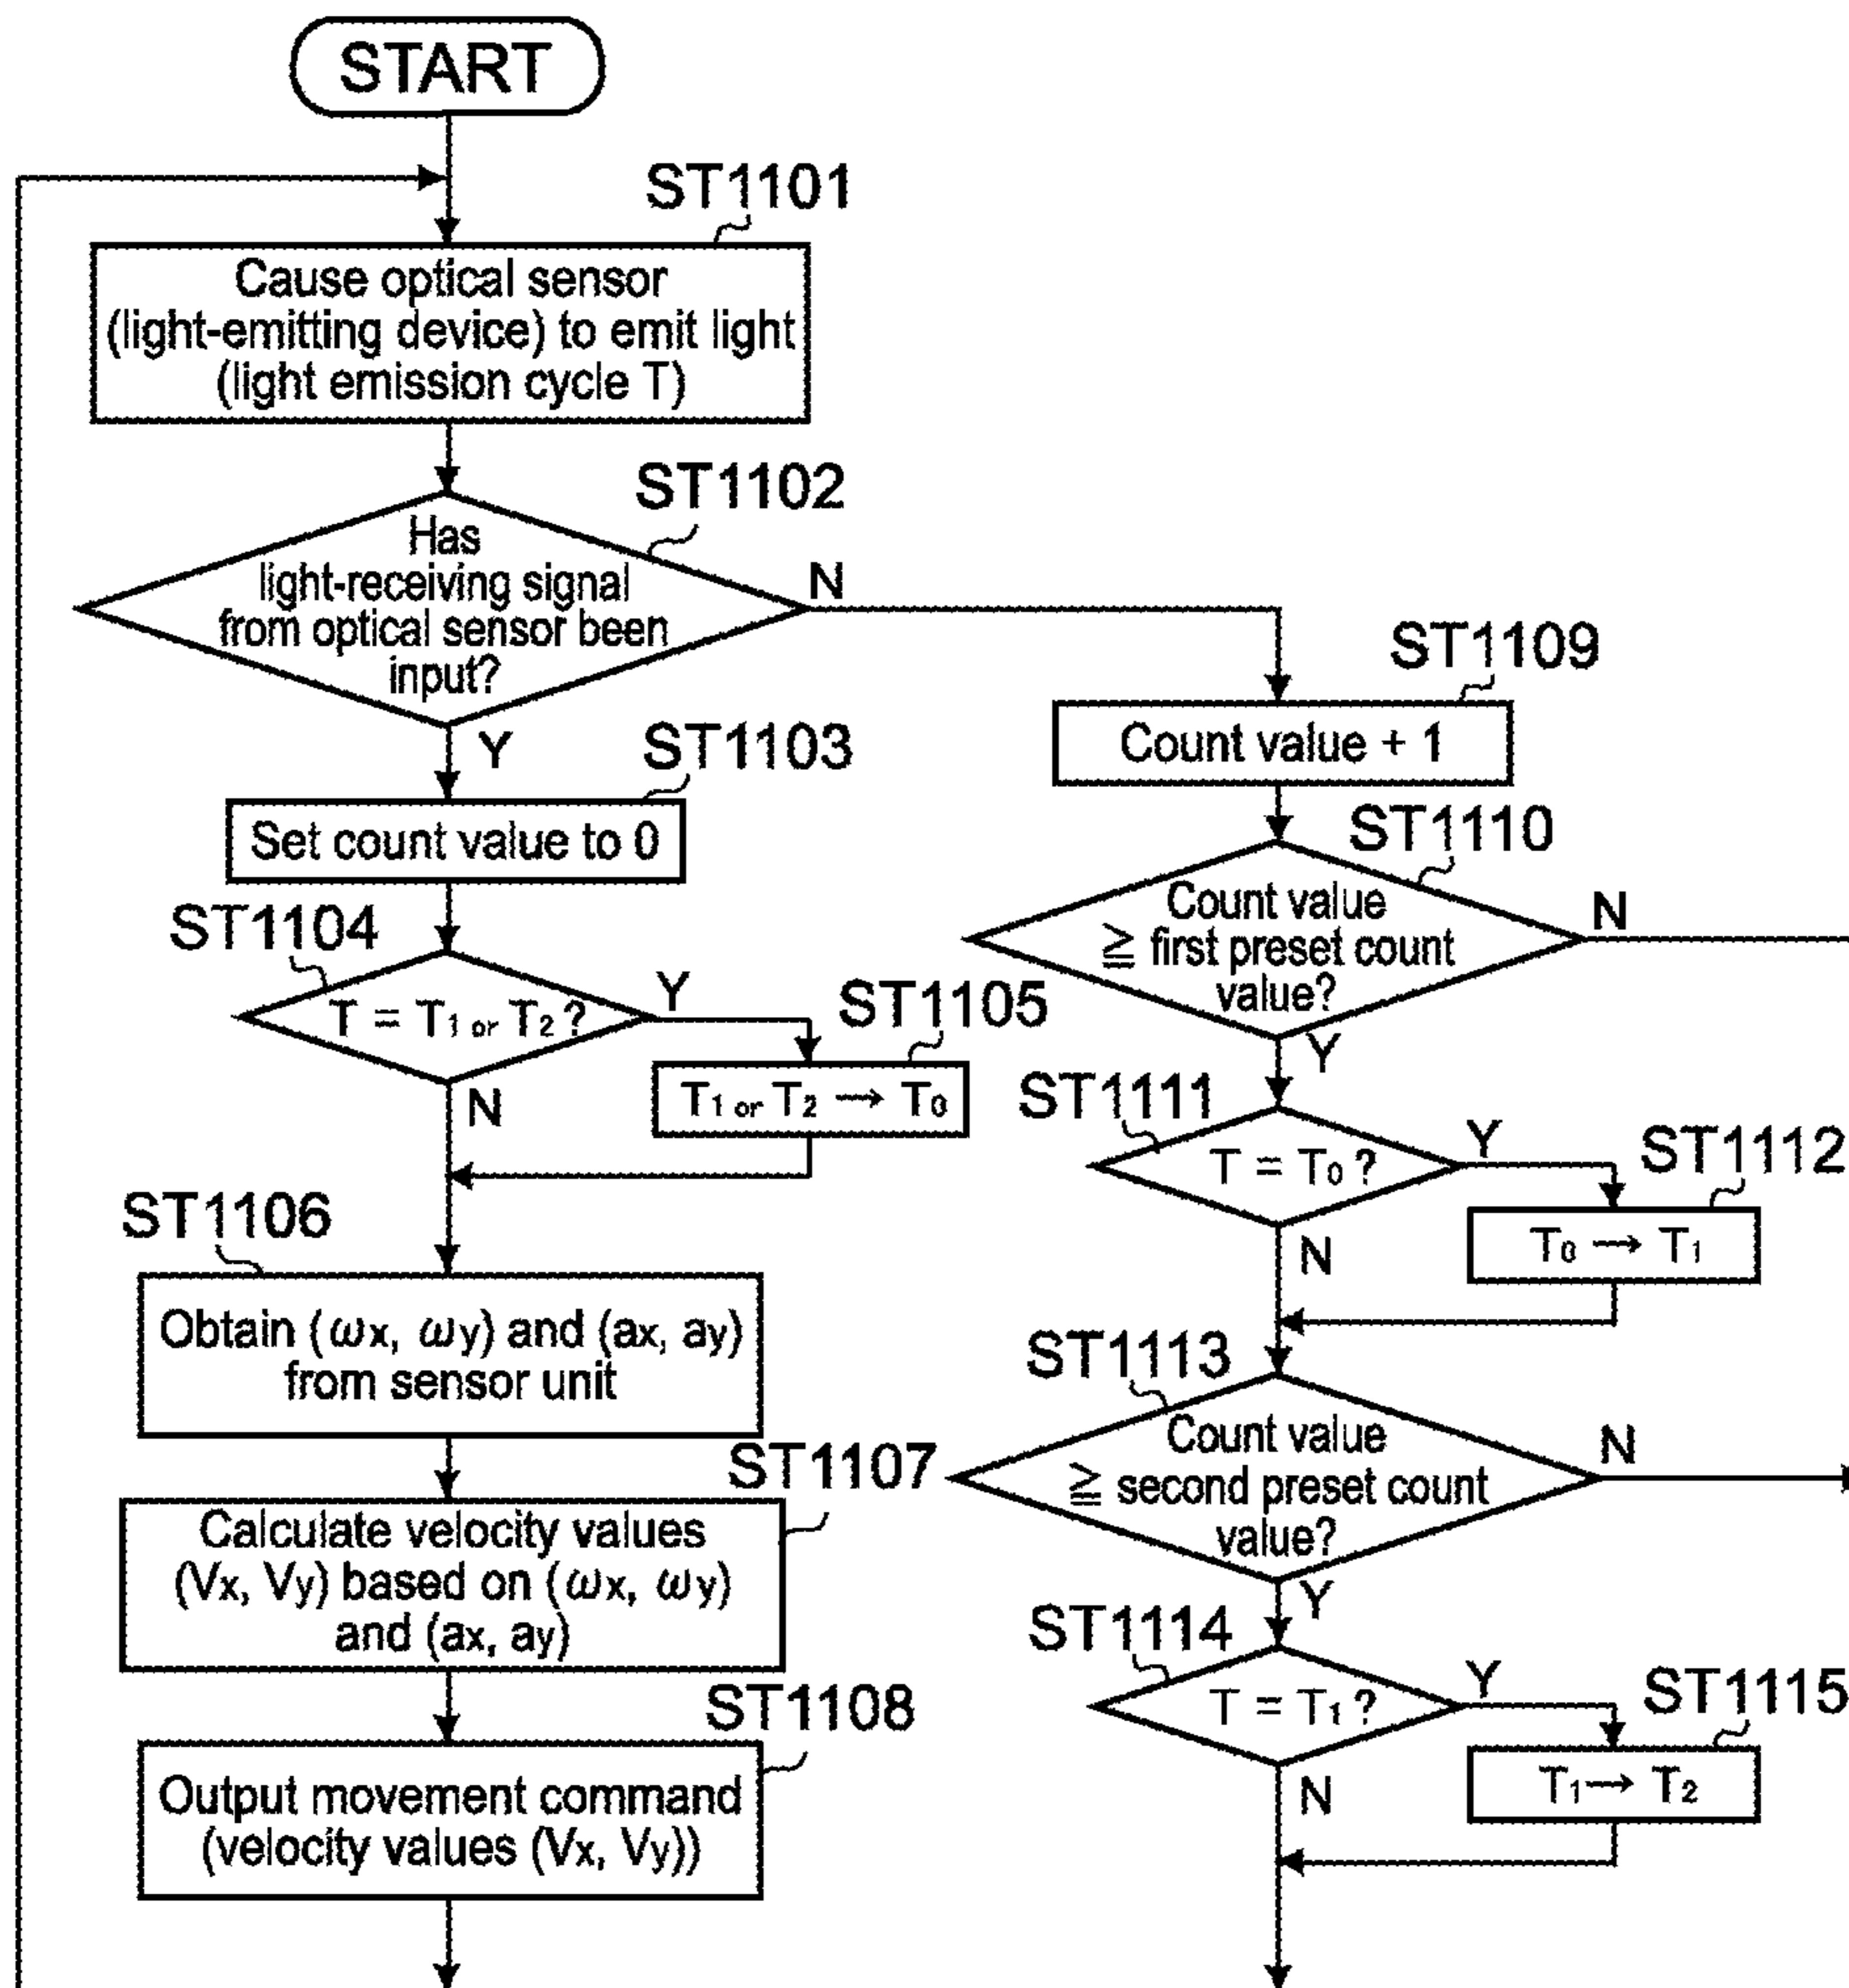 START
ST1101
Cause optical sensor
(light-emitting device) to emit light
(light emission cycle T)
ST1102
Has
light-receiving signal
from optical sensor been
input?
N
Y
ST1103
Set count value to 0
ST1104
T = T1 or T2 ?
Y
N
ST1105
T1 or T2 → T0
ST1106
Obtain (ωx, ωy) and (ax, ay)
from sensor unit
ST1107
Calculate velocity values
(Vx, Vy) based on (ωx, ωy)
and (ax, ay)
ST1108
Output movement command
(velocity values (Vx, Vy))
ST1109
Count value + 1
ST1110
Count value
≧ first preset count
value?
N
Y
ST1111
T = T0 ?
Y
N
ST1112
T0 → T1
ST1113
Count value
≧ second preset count
value?
N
Y
ST1114
T = T1 ?
Y
N
ST1115
T1 → T2